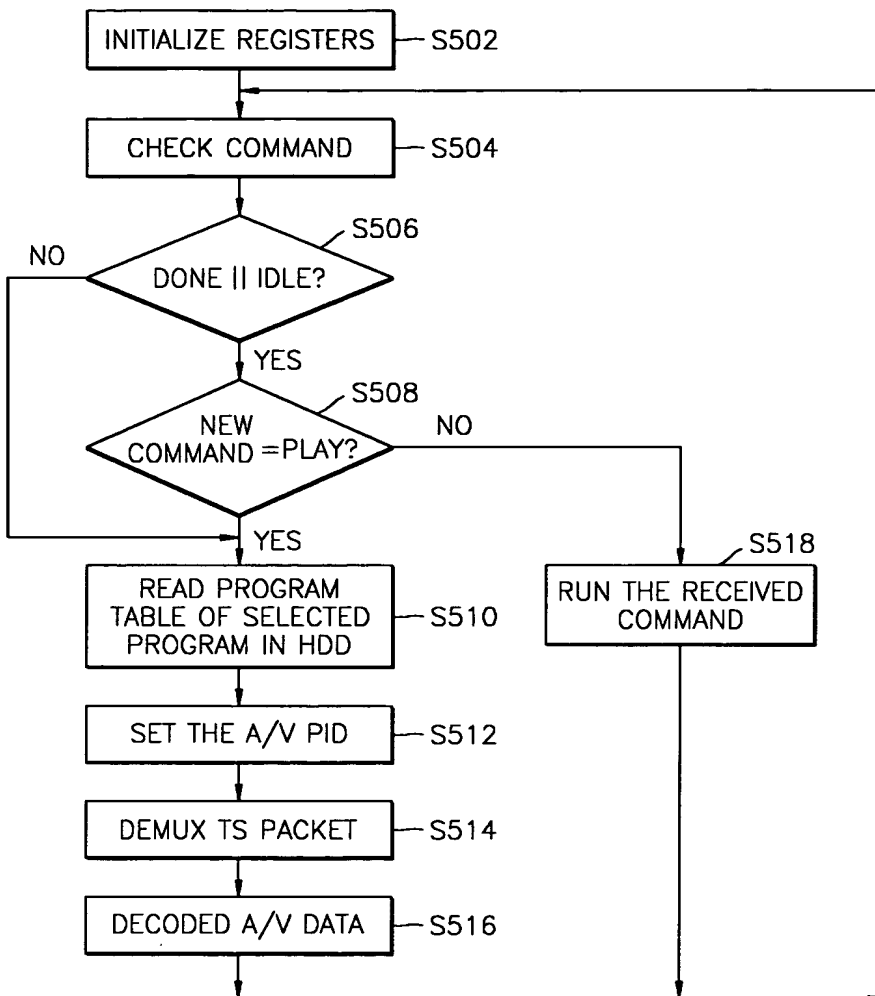 INITIALIZE REGISTERS
S502
CHECK COMMAND
S504
S506
NO
DONE || IDLE?
YES
S508
NEW
COMMAND =PLAY?
NO
YES
S518
READ PROGRAM
TABLE OF SELECTED
PROGRAM IN HDD
S510
RUN THE RECEIVED
COMMAND
SET THE A/V PID
S512
DEMUX TS PACKET
S514
DECODED A/V DATA
S516